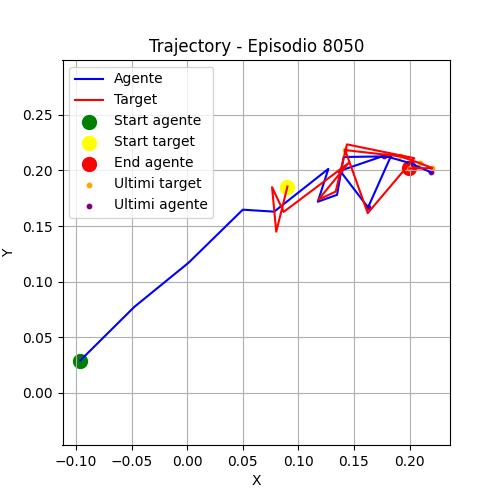 Trajectory - Episodio 8050
Agente
Target
Start agente
Start target
End agente
Ultimi target
Ultimi agente
0.25
0.20
0.15
0.10
0.05
0.00
Y
−0.10 −0.05 0.00 0.05 0.10 0.15 0.20
X